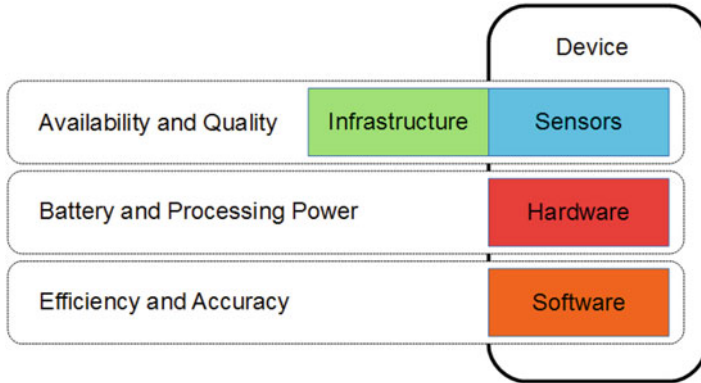 Device
Availability and Quality Infrastructure Sensors
Battery and Processing Power Hardware
Efficiency and Accuracy Software